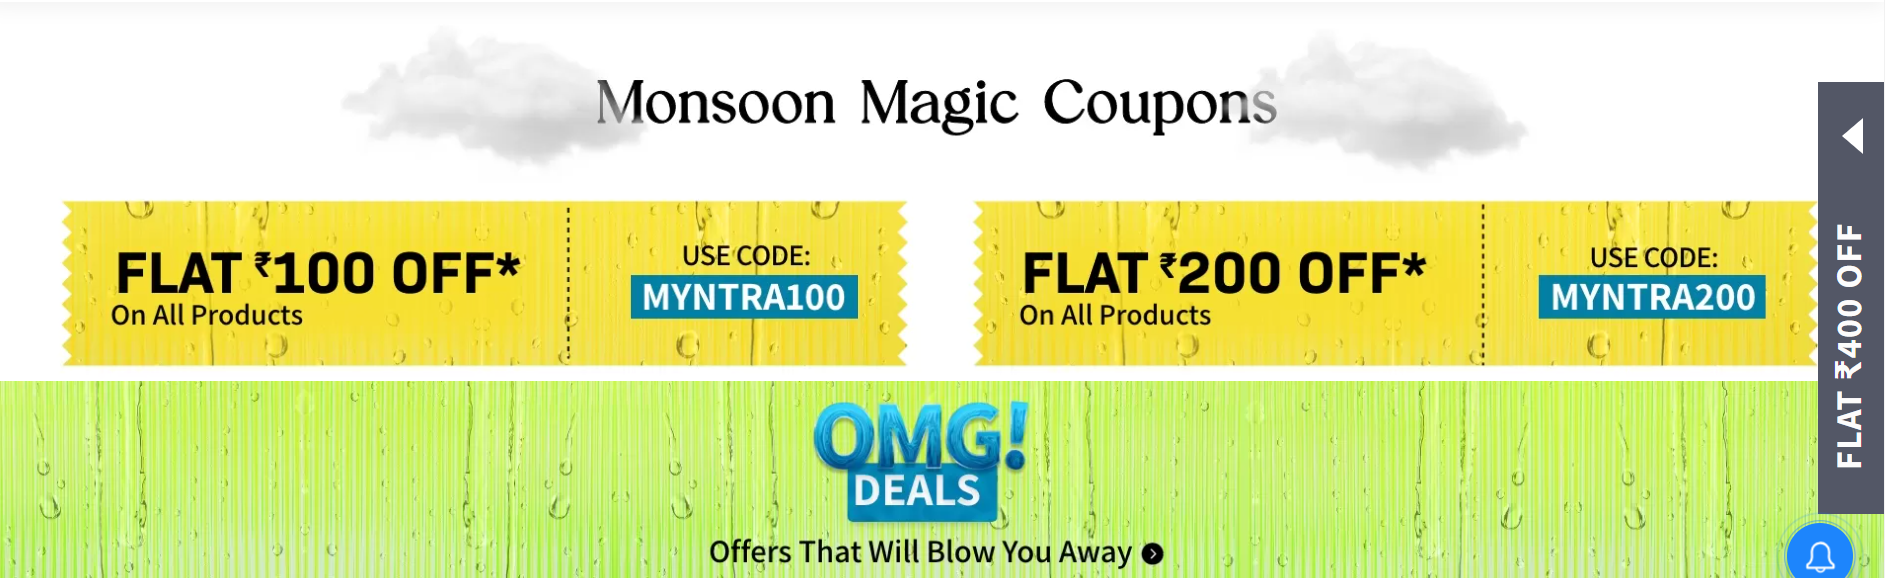 Monsoon Magic Coupons
FLAT ₹100 OFF*
On All Products
USE CODE:
MYNTRA100
FLAT ₹200 OFF*
On All Products
USE CODE:
MYNTRA200
FLAT ₹400 OFF
OMG!
DEALS
Offers That Will Blow You Away